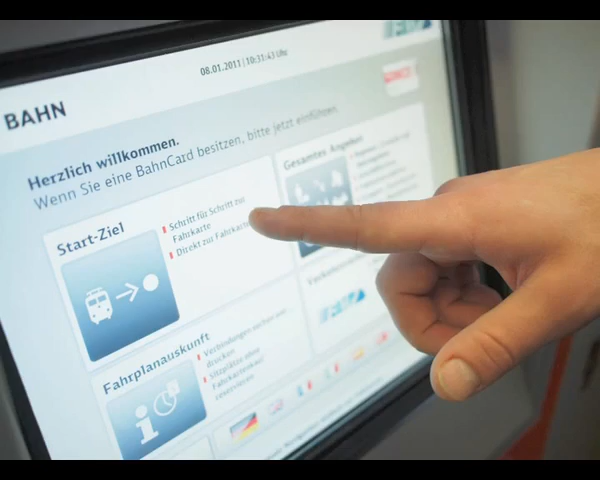 08.01.2011 | 10:31:43 Uhr
BAHN
Herzlich willkommen.
Wenn Sie eine BahnCard besitzen, bitte jetzt einführen
Start-Ziel
Schritt für Schritt zur
Fahrkarte
Direkt zur Fahrkarte
Gesamtes Angebot
Fahrplanauskunft
Verbindungen suchen und
drucken
Sitzplätze ohne
Fahrkartenkauf
reservieren